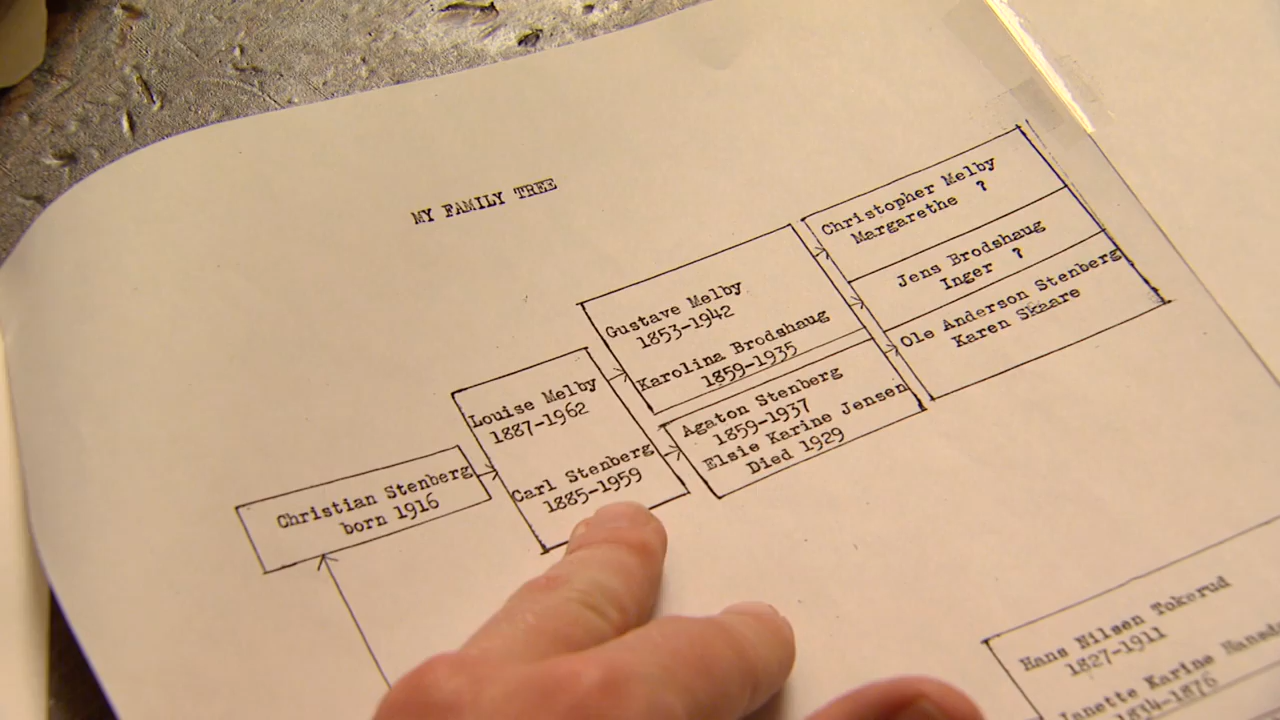 MY FAMILY TREE
Christopher Melby
Margarethe ?
Jens Brodshaug
Inger ?
Ole Anderson Stenberg
Karen Skaare
Gustave Melby
1853-1942
Karolina Brodshaug
1859-1935
Agaton Stenberg
1859-1937
Elsie Karine Jensen
Died 1929
Louise Melby
1887-1962
Carl Stenberg
1885-1959
Christian Stenberg
born 1916
Hans Nilsen Tokerud
1827-1911
Karine